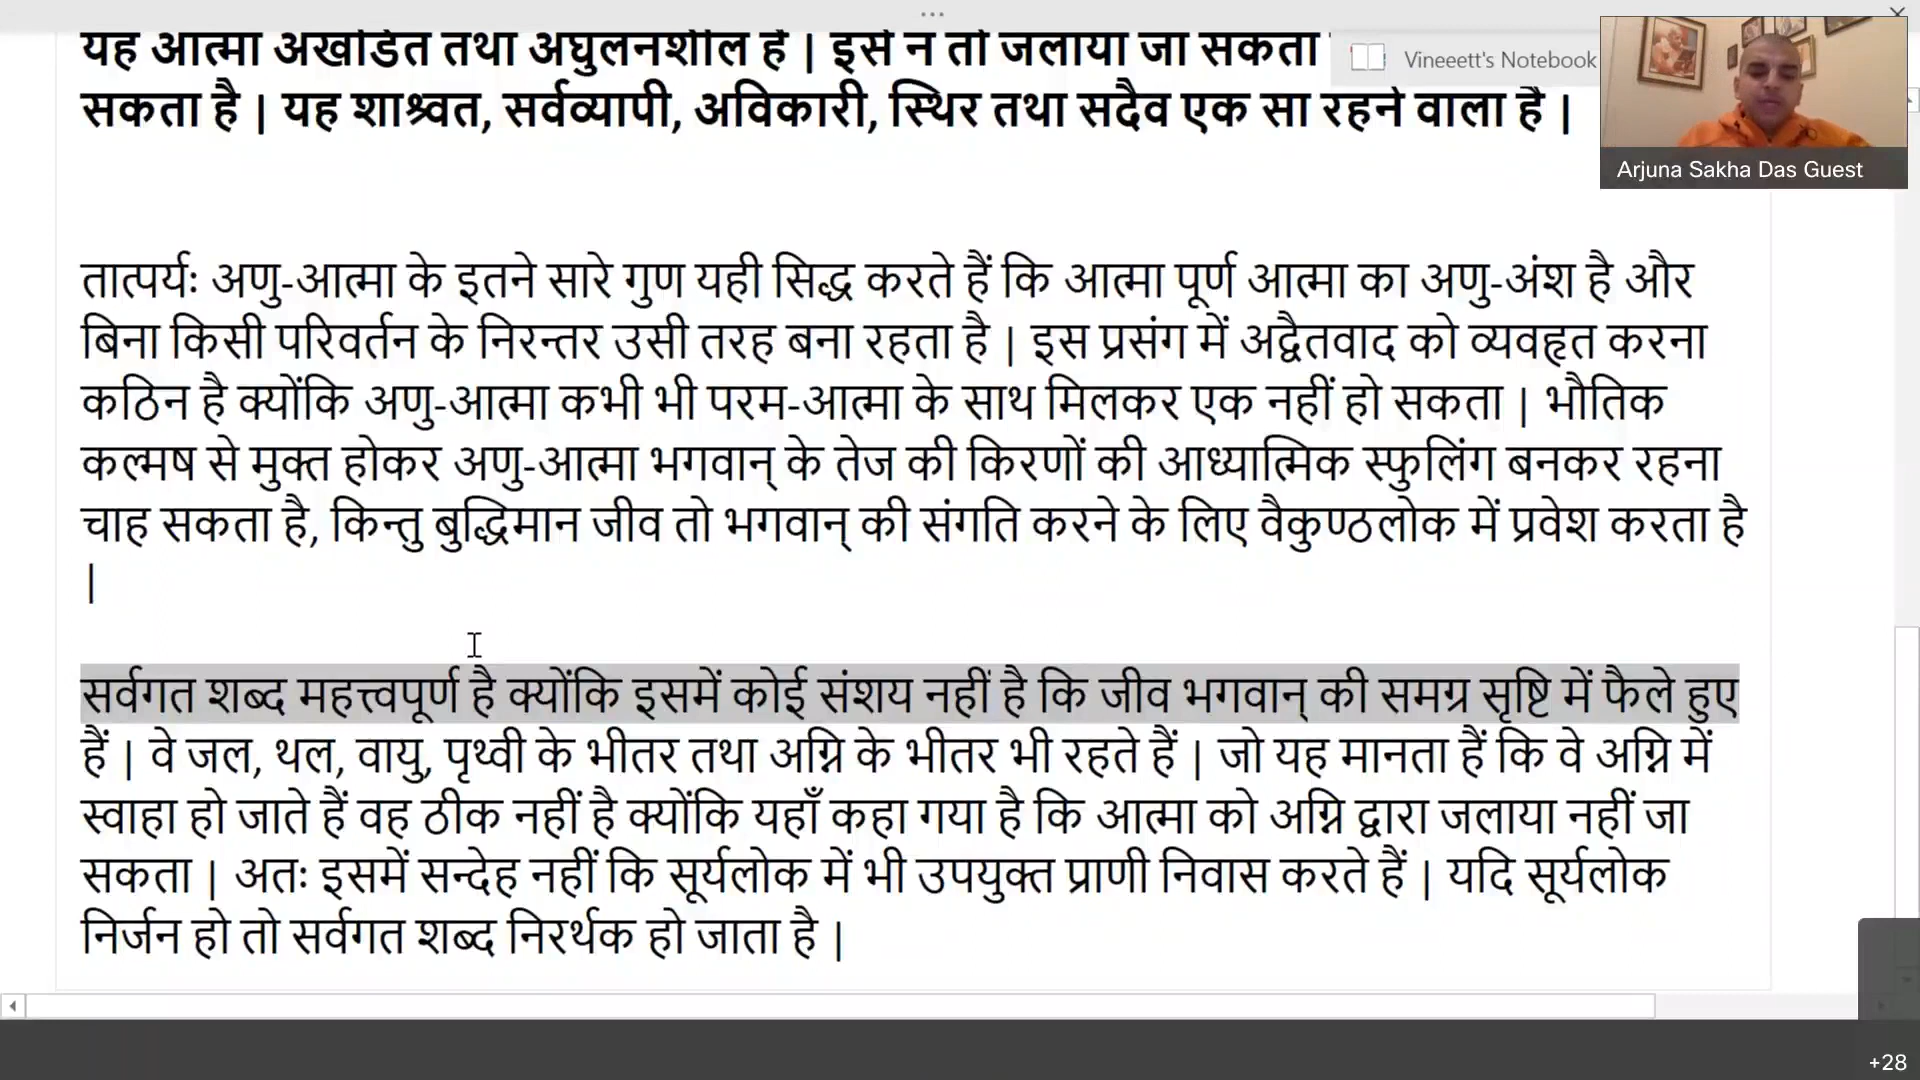 यह आत्मा अखंडित तथा अघुलनशील है | इसे न तो जलाया जा सकता
Vineeett's Notebook
सकता है | यह शाश्र्वत, सर्वव्यापी, अविकारी, स्थिर तथा सदैव एक सा रहने वाला है |
Arjuna Sakha Das Guest
तात्पर्यः अणु-आत्मा के इतने सारे गुण यही सिद्ध करते हैं कि आत्मा पूर्ण आत्मा का अणु-अंश है और
बिना किसी परिवर्तन के निरन्तर उसी तरह बना रहता है | इस प्रसंग में अद्वैतवाद को व्यवहृत करना
कठिन है क्योंकि अणु-आत्मा कभी भी परम-आत्मा के साथ मिलकर एक नहीं हो सकता | भौतिक
कल्मष से मुक्त होकर अणु-आत्मा भगवान् के तेज की किरणों की आध्यात्मिक स्फुलिंग बनकर रहना
चाह सकता है, किन्तु बुद्धिमान जीव तो भगवान् की संगति करने के लिए वैकुण्ठलोक में प्रवेश करता है
|
सर्वगत शब्द महत्त्वपूर्ण है क्योंकि इसमें कोई संशय नहीं है कि जीव भगवान् की समग्र सृष्टि में फैले हुए
हैं | वे जल, थल, वायु, पृथ्वी के भीतर तथा अग्नि के भीतर भी रहते हैं | जो यह मानता हैं कि वे अग्नि में
स्वाहा हो जाते हैं वह ठीक नहीं है क्योंकि यहाँ कहा गया है कि आत्मा को अग्नि द्वारा जलाया नहीं जा
सकता | अतः इसमें सन्देह नहीं कि सूर्यलोक में भी उपयुक्त प्राणी निवास करते हैं | यदि सूर्यलोक
निर्जन हो तो सर्वगत शब्द निरर्थक हो जाता है |
+28